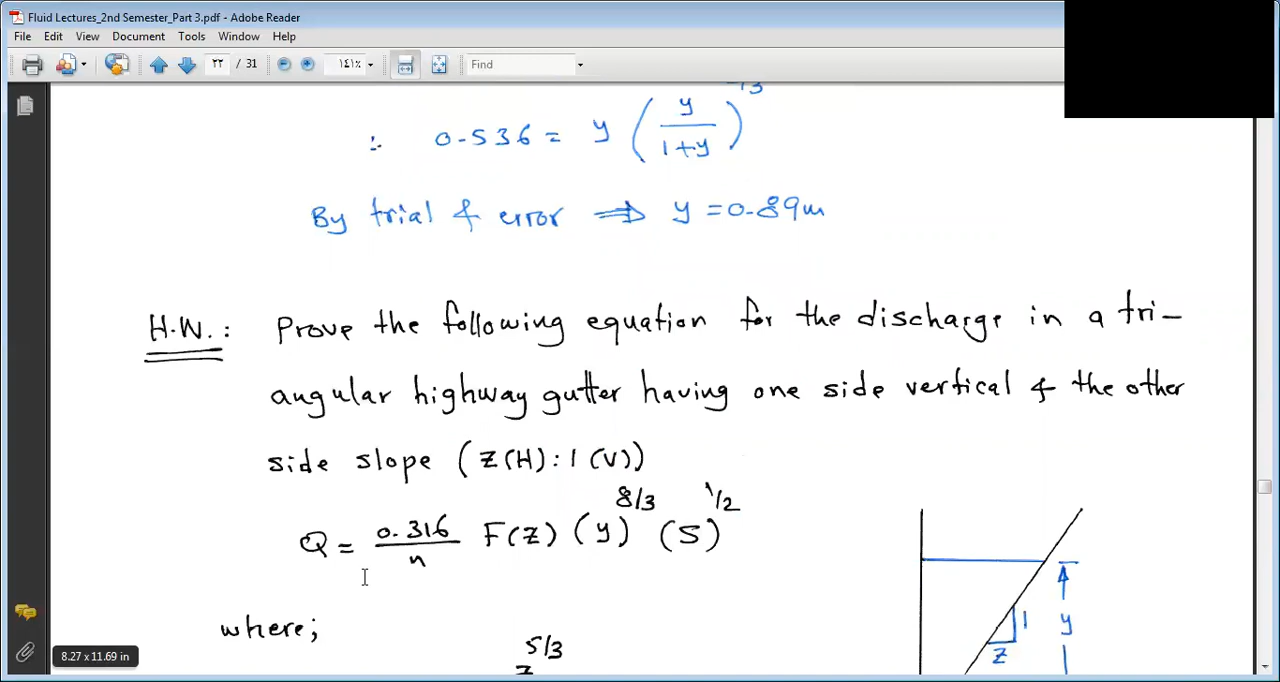 Fluid Lectures_2nd Semester_Part 3.pdf - Adobe Reader
File Edit View Document Tools Window Help
٢٢ / 31 ١٤١% Find
∴ 0.536 = y (y/(1+y))
By trial & error ⇒ y = 0.89m
H.W.: Prove the following equation for the discharge in a tri-
angular highway gutter having one side vertical & the other
side slope (Z(H):1(V))
Q = 0.316/n F(Z) (y)^8/3 (S)^1/2
where;
5/3
1
y
Z
8.27 x 11.69 in